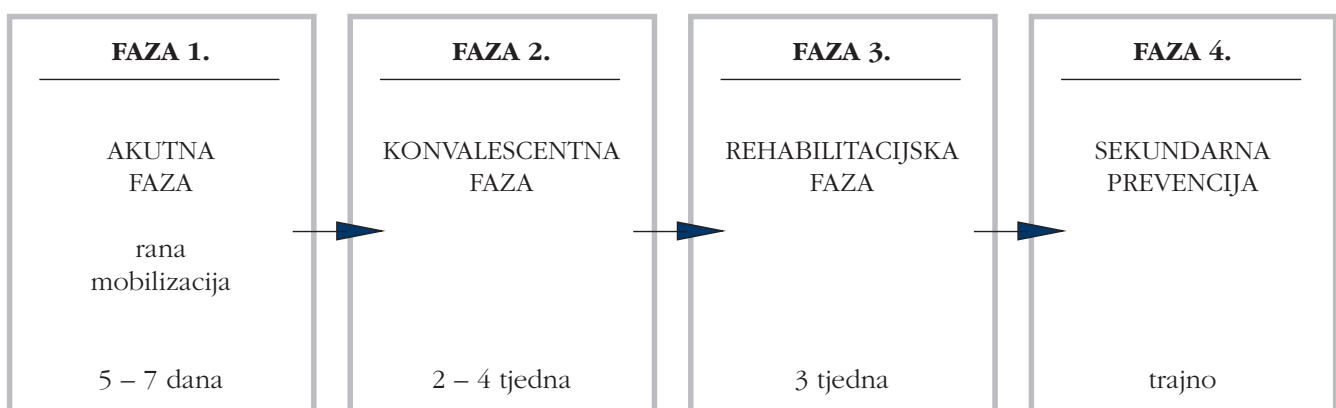 FAZA 1.
AKUTNA
FAZA
rana
mobilizacija
5 – 7 dana
FAZA 2.
KONVALESCENTNA
FAZA
2 – 4 tjedna
FAZA 3.
REHABILITACIJSKA
FAZA
3 tjedna
FAZA 4.
SEKUNDARNA
PREVENCIJA
trajno